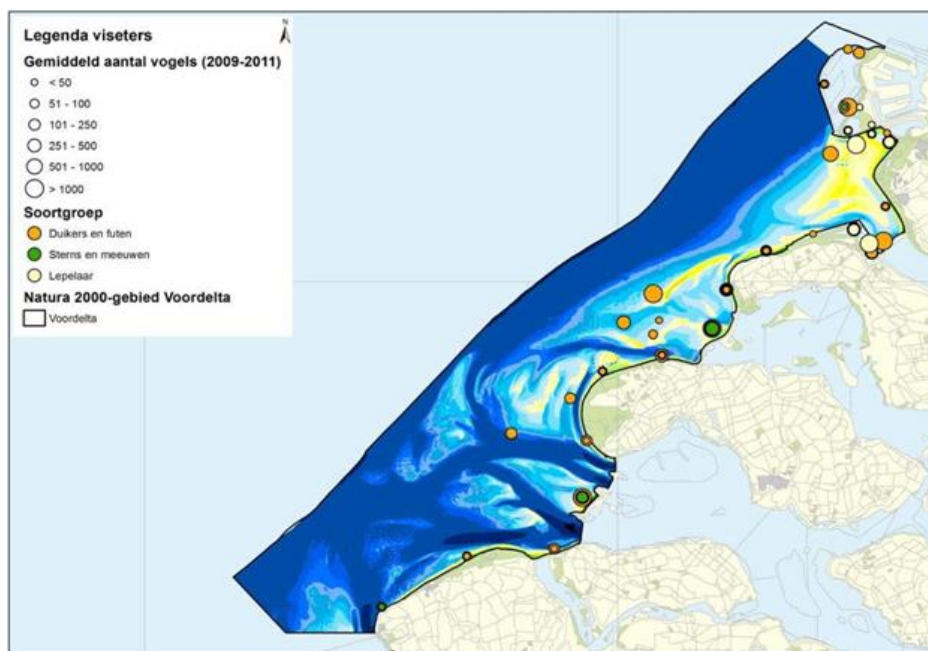 Legenda viseters
N
Gemiddeld aantal vogels (2009-2011)
< 50
51 - 100
101 - 250
251 - 500
501 - 1000
> 1000
Soortgroep
Duikers en futen
Sterns en meeuwen
Lepelaar
Natura 2000-gebied Voordelta
Voordelta